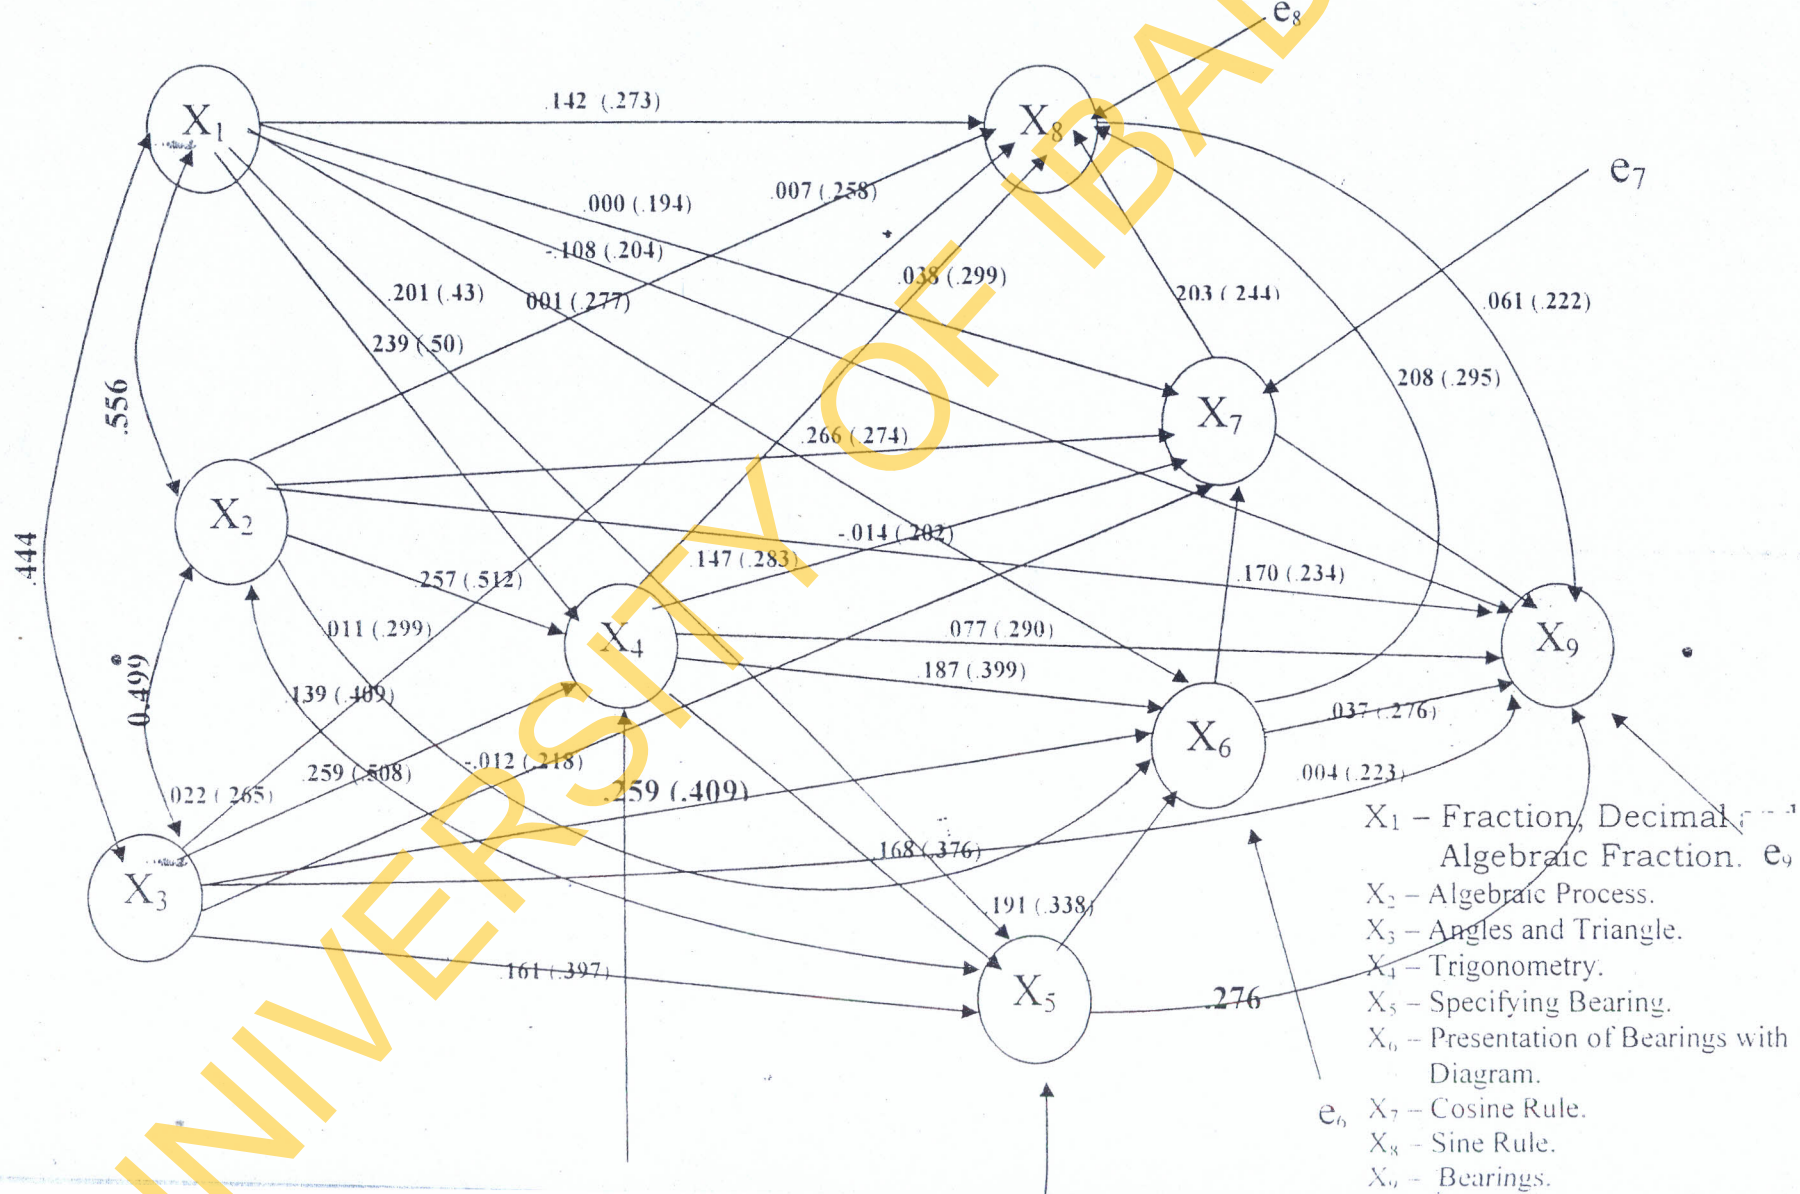 e₈
X₁
.142 (.273)
X₈
e₇
.000 (.194)
.007 (.258)
-.108 (.204)
.201 (.43)
001 (.277)
.038 (.299)
203 (.244)
.061 (.222)
239 (.50)
.556
.208 (.295)
X₇
.266 (.274)
X₂
.444
-.014 (.202)
.147 (.283)
.257 (.512)
.170 (.234)
.011 (.299)
X₄
.077 (.290)
X₉
0.499
.139 (.409)
.187 (.399)
.037 (.276)
X₆
.259 (.508)
-.012 (.218)
.259 (.409)
.004 (.223)
022 (.265)
X₃
.168 (.376)
.191 (.338)
.161 (.397)
X₅
.276
X₁ – Fraction, Decimal
Algebraic Fraction. e₉
X₂ – Algebraic Process.
X₃ – Angles and Triangle.
X₄ – Trigonometry.
X₅ – Specifying Bearing.
X₆ – Presentation of Bearings with
Diagram.
e₆ X₇ – Cosine Rule.
X₈ – Sine Rule.
X₉ – Bearings.
UNIVERSITY OF IBAD